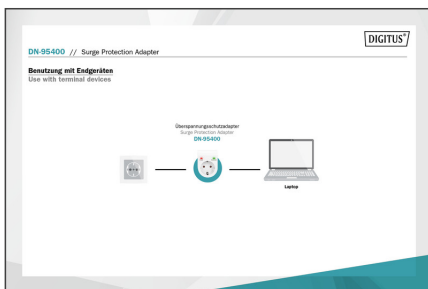 DIGITUS®
DN-95400 // Surge Protection Adapter
Benutzung mit Endgeräten
Use with terminal devices
Überspannungsschutzadapter
Surge Protection Adapter
DN-95400
Laptop